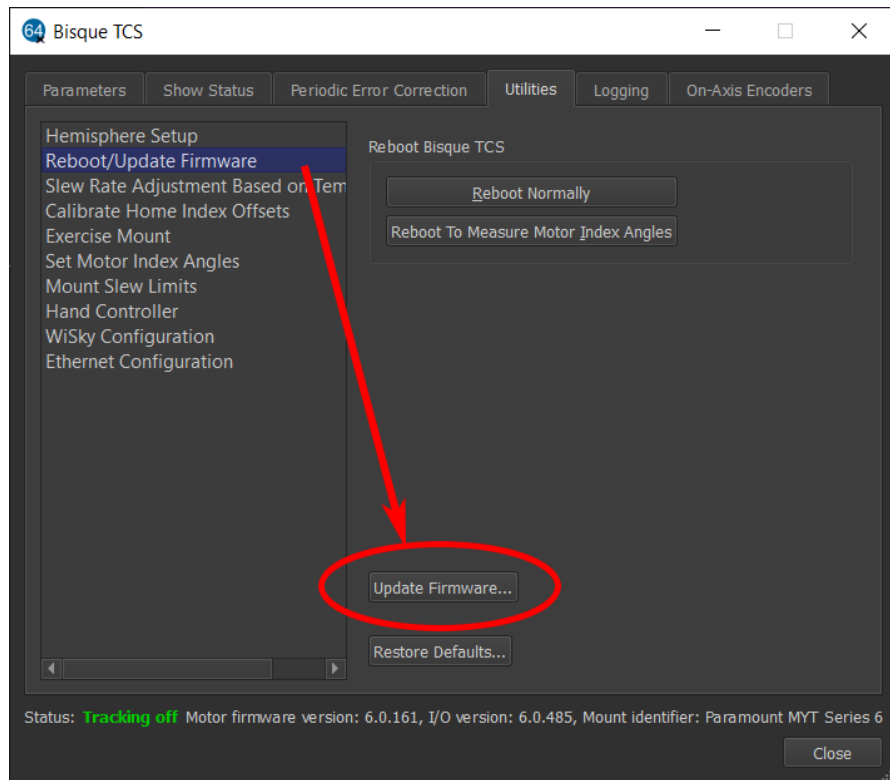 64 Bisque TCS
Parameters Show Status Periodic Error Correction Utilities Logging On-Axis Encoders
Hemisphere Setup
Reboot/Update Firmware
Slew Rate Adjustment Based on Tem
Calibrate Home Index Offsets
Exercise Mount
Set Motor Index Angles
Mount Slew Limits
Hand Controller
WiSky Configuration
Ethernet Configuration
Reboot Bisque TCS
Reboot Normally
Reboot To Measure Motor Index Angles
Update Firmware...
Restore Defaults...
Status: Tracking off Motor firmware version: 6.0.161, I/O version: 6.0.485, Mount identifier: Paramount MYT Series 6
Close